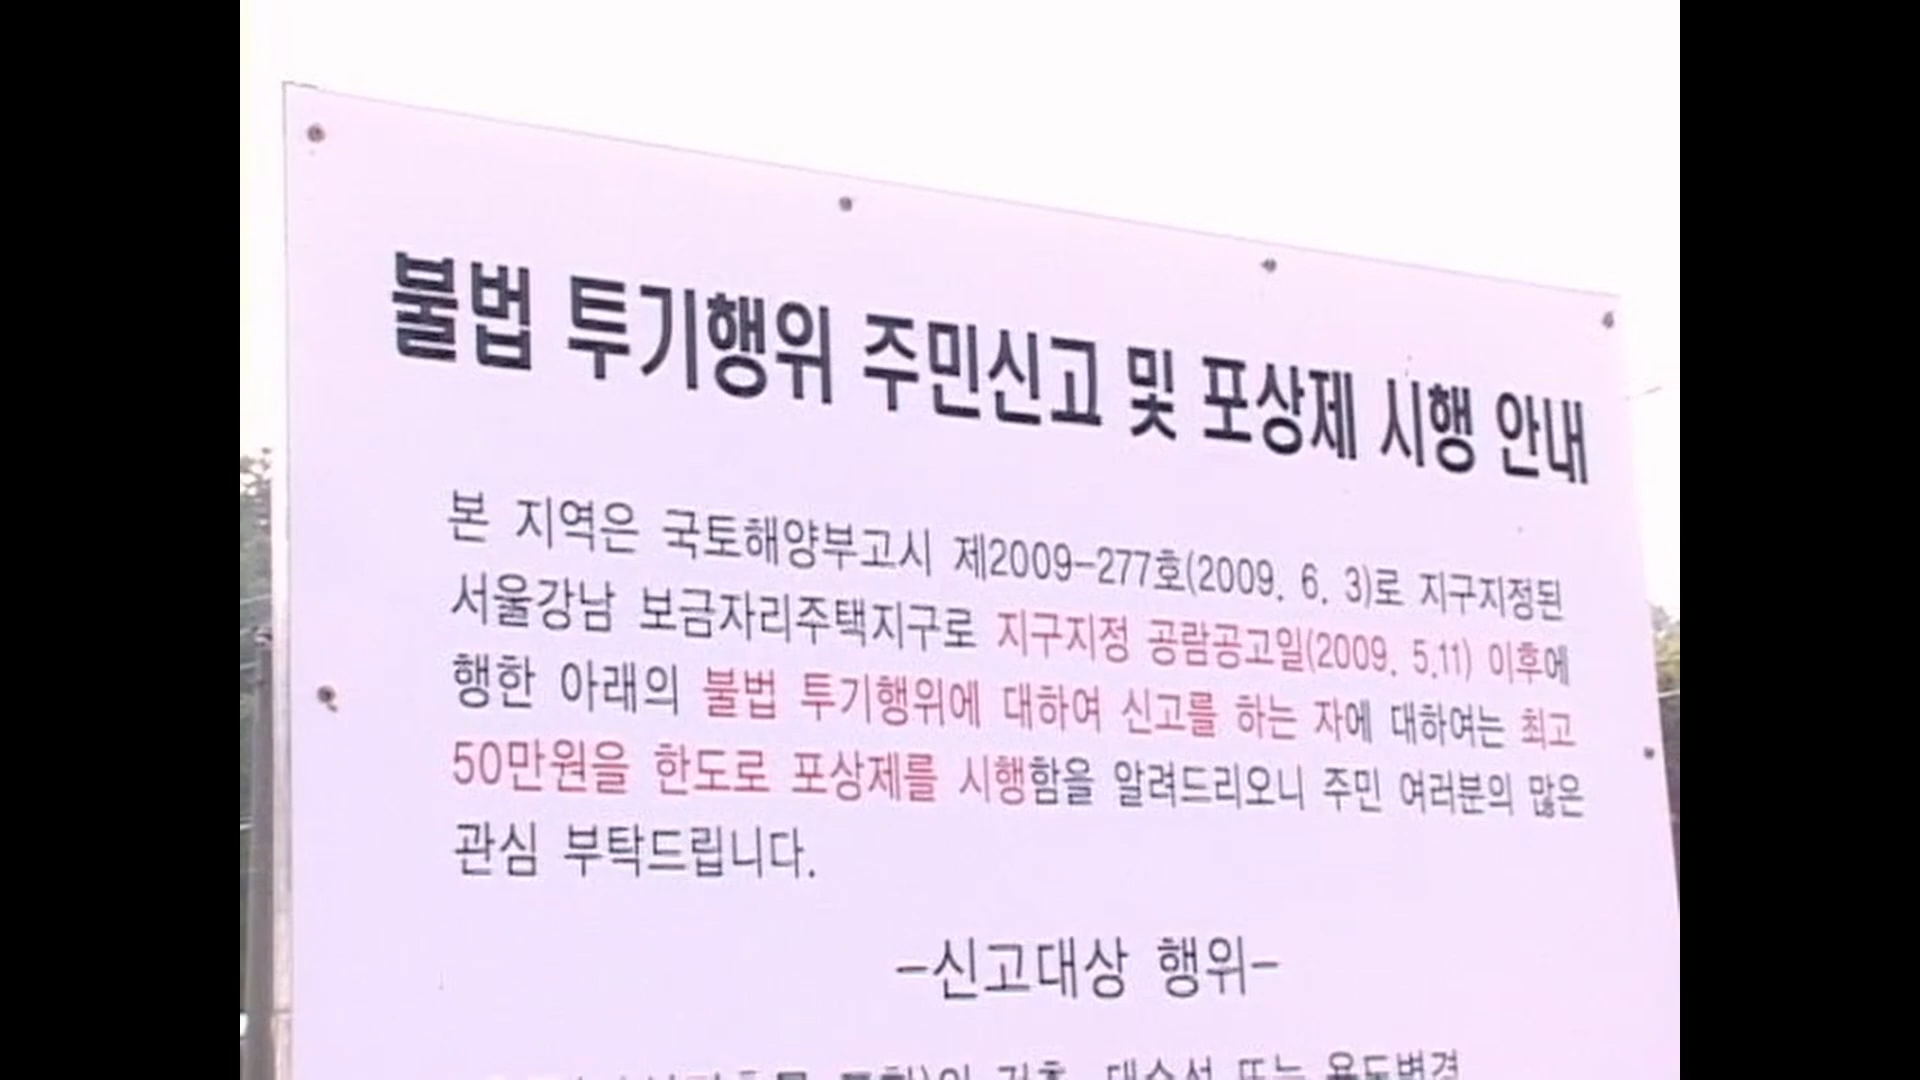 불법 투기행위 주민신고 및 포상제 시행 안내
본 지역은 국토해양부고시 제2009-277호(2009. 6. 3)로 지구지정된
서울강남 보금자리주택지구로 지구지정 공람공고일(2009. 5.11) 이후에
행한 아래의 불법 투기행위에 대하여 신고를 하는 자에 대하여는 최고
50만원을 한도로 포상제를 시행함을 알려드리오니 주민 여러분의 많은
관심 부탁드립니다.
-신고대상 행위-
또는 용도변경